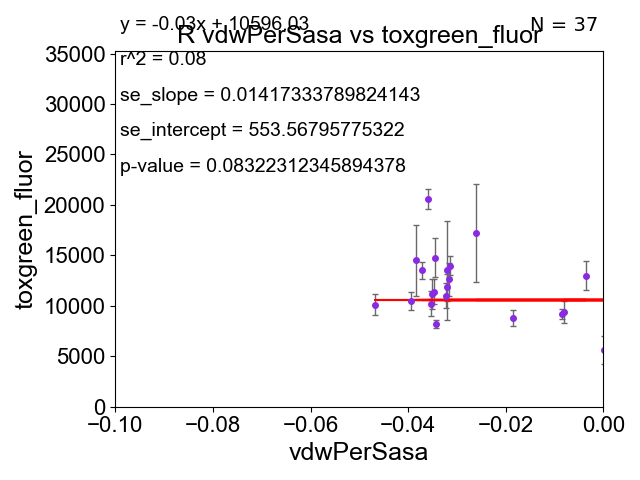 y = -0.03x + 10596.03
N = 37
R vdwPerSasa vs toxgreen_fluor
r^2 = 0.08
se_slope = 0.01417333789824143
se_intercept = 553.56795775322
p-value = 0.08322312345894378
toxgreen_fluor
35000
30000
25000
20000
15000
10000
5000
0
−0.10 −0.08 −0.06 −0.04 −0.02 0.00
vdwPerSasa